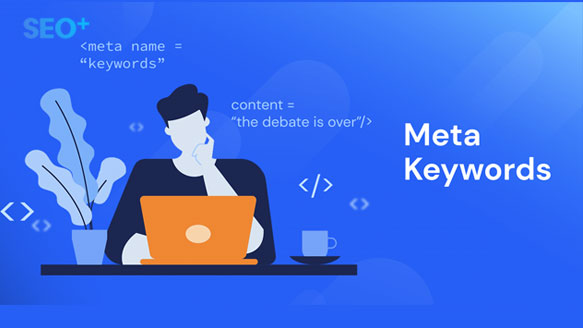 SEO+
<meta name =
“keywords”
content =
“the debate is over”/>
Meta
Keywords
</>
<>
<>
<>
<>